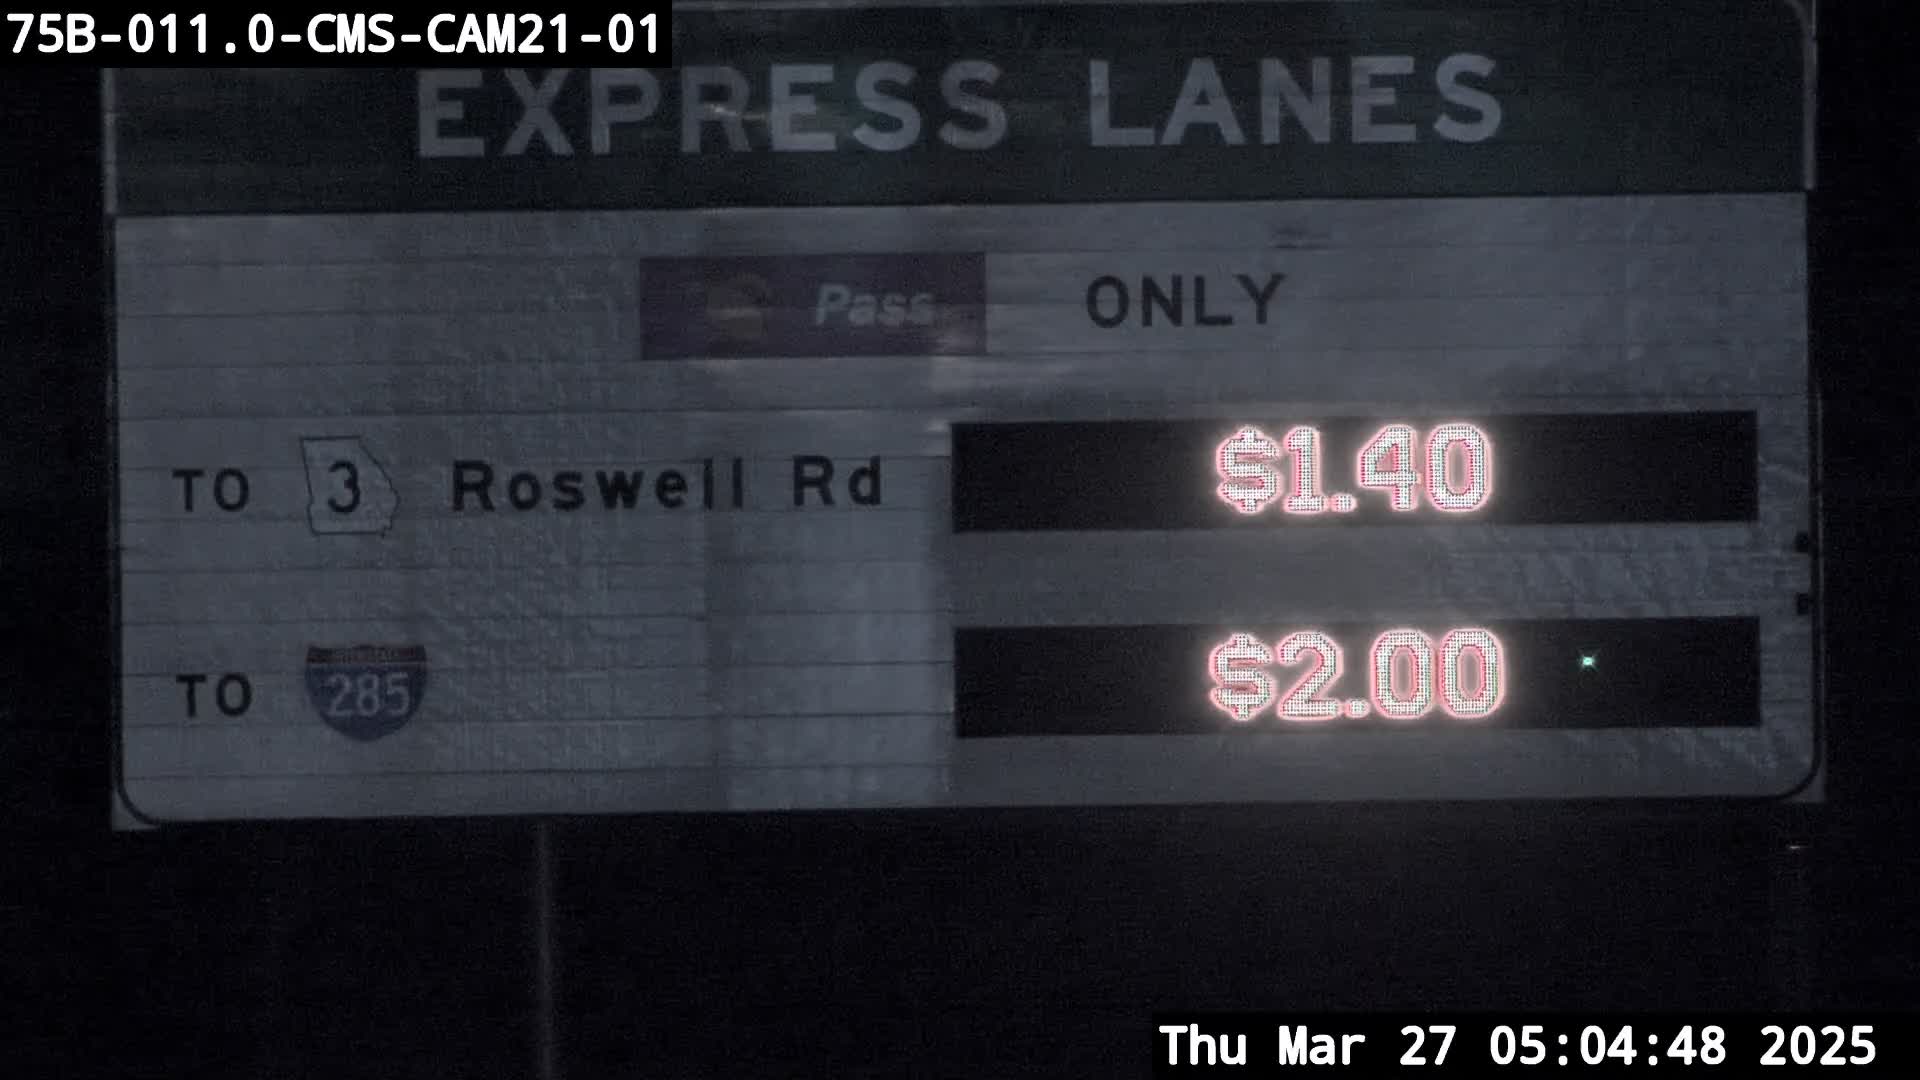 75B-011.0-CMS-CAM21-01
EXPRESS LANES
Pass ONLY
TO 3 Roswell Rd $1.40
TO 285 $2.00
Thu Mar 27 05:04:48 2025